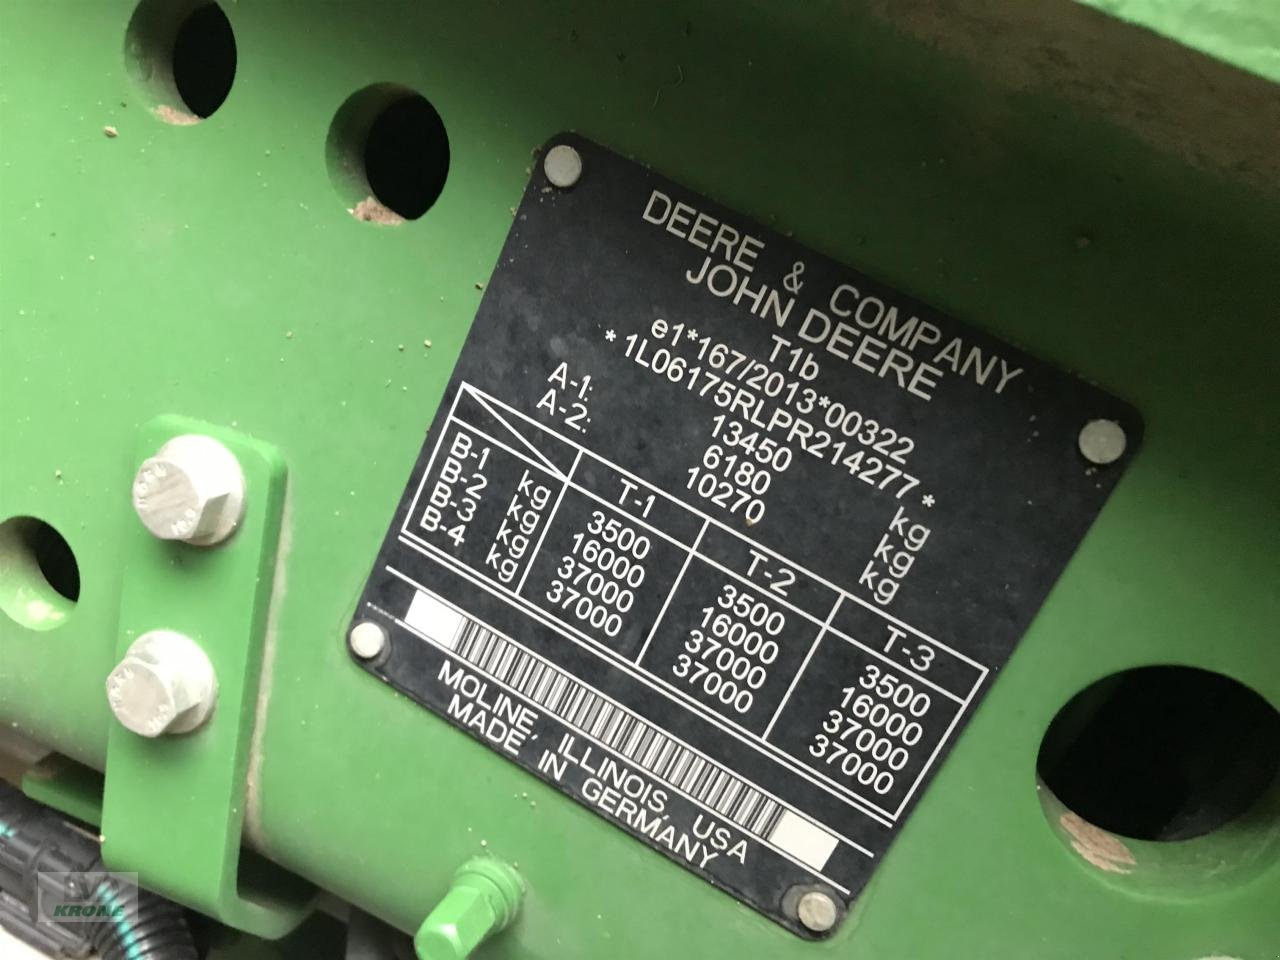 DEERE & COMPANY
JOHN DEERE
T1b
e1*167/2013*00322
* 1L06175RLPR214277 *
13450 kg
A-1: 6180 kg
A-2: 10270 kg
T-1 T-2 T-3
B-1 kg 3500 3500 3500
B-2 kg 16000 16000 16000
B-3 kg 37000 37000 37000
B-4 kg 37000 37000 37000
MOLINE, ILLINOIS, USA
MADE IN GERMANY
KRONE